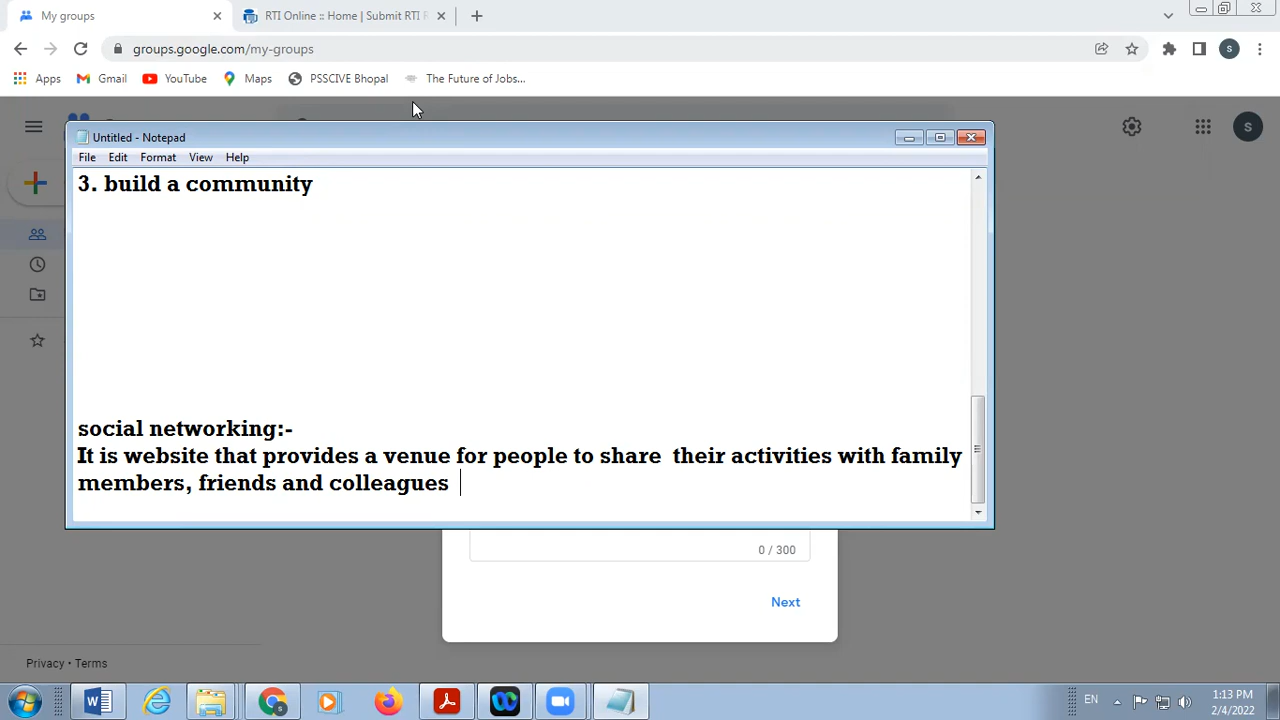 My groups
RTI Online :: Home | Submit RTI R
groups.google.com/my-groups
S
Apps
Gmail
YouTube
Maps
PSSCIVE Bhopal
The Future of Jobs...
S
Untitled - Notepad
File Edit Format View Help
3. build a community
social networking:-
It is website that provides a venue for people to share  their activities with family
members, friends and colleagues
0 / 300
Next
Privacy • Terms
EN
1:13 PM
2/4/2022